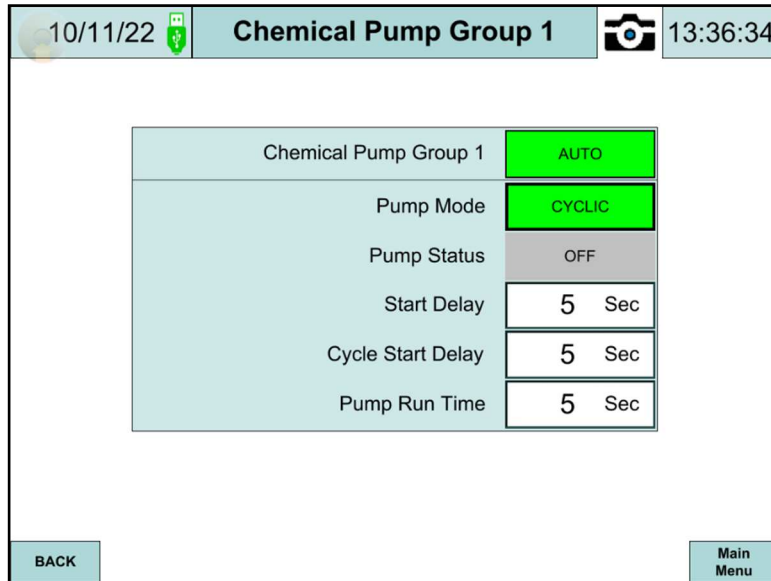 10/11/22 Chemical Pump Group 1 13:36:34
Chemical Pump Group 1 AUTO
Pump Mode CYCLIC
Pump Status OFF
Start Delay 5 Sec
Cycle Start Delay 5 Sec
Pump Run Time 5 Sec
BACK
Main
Menu